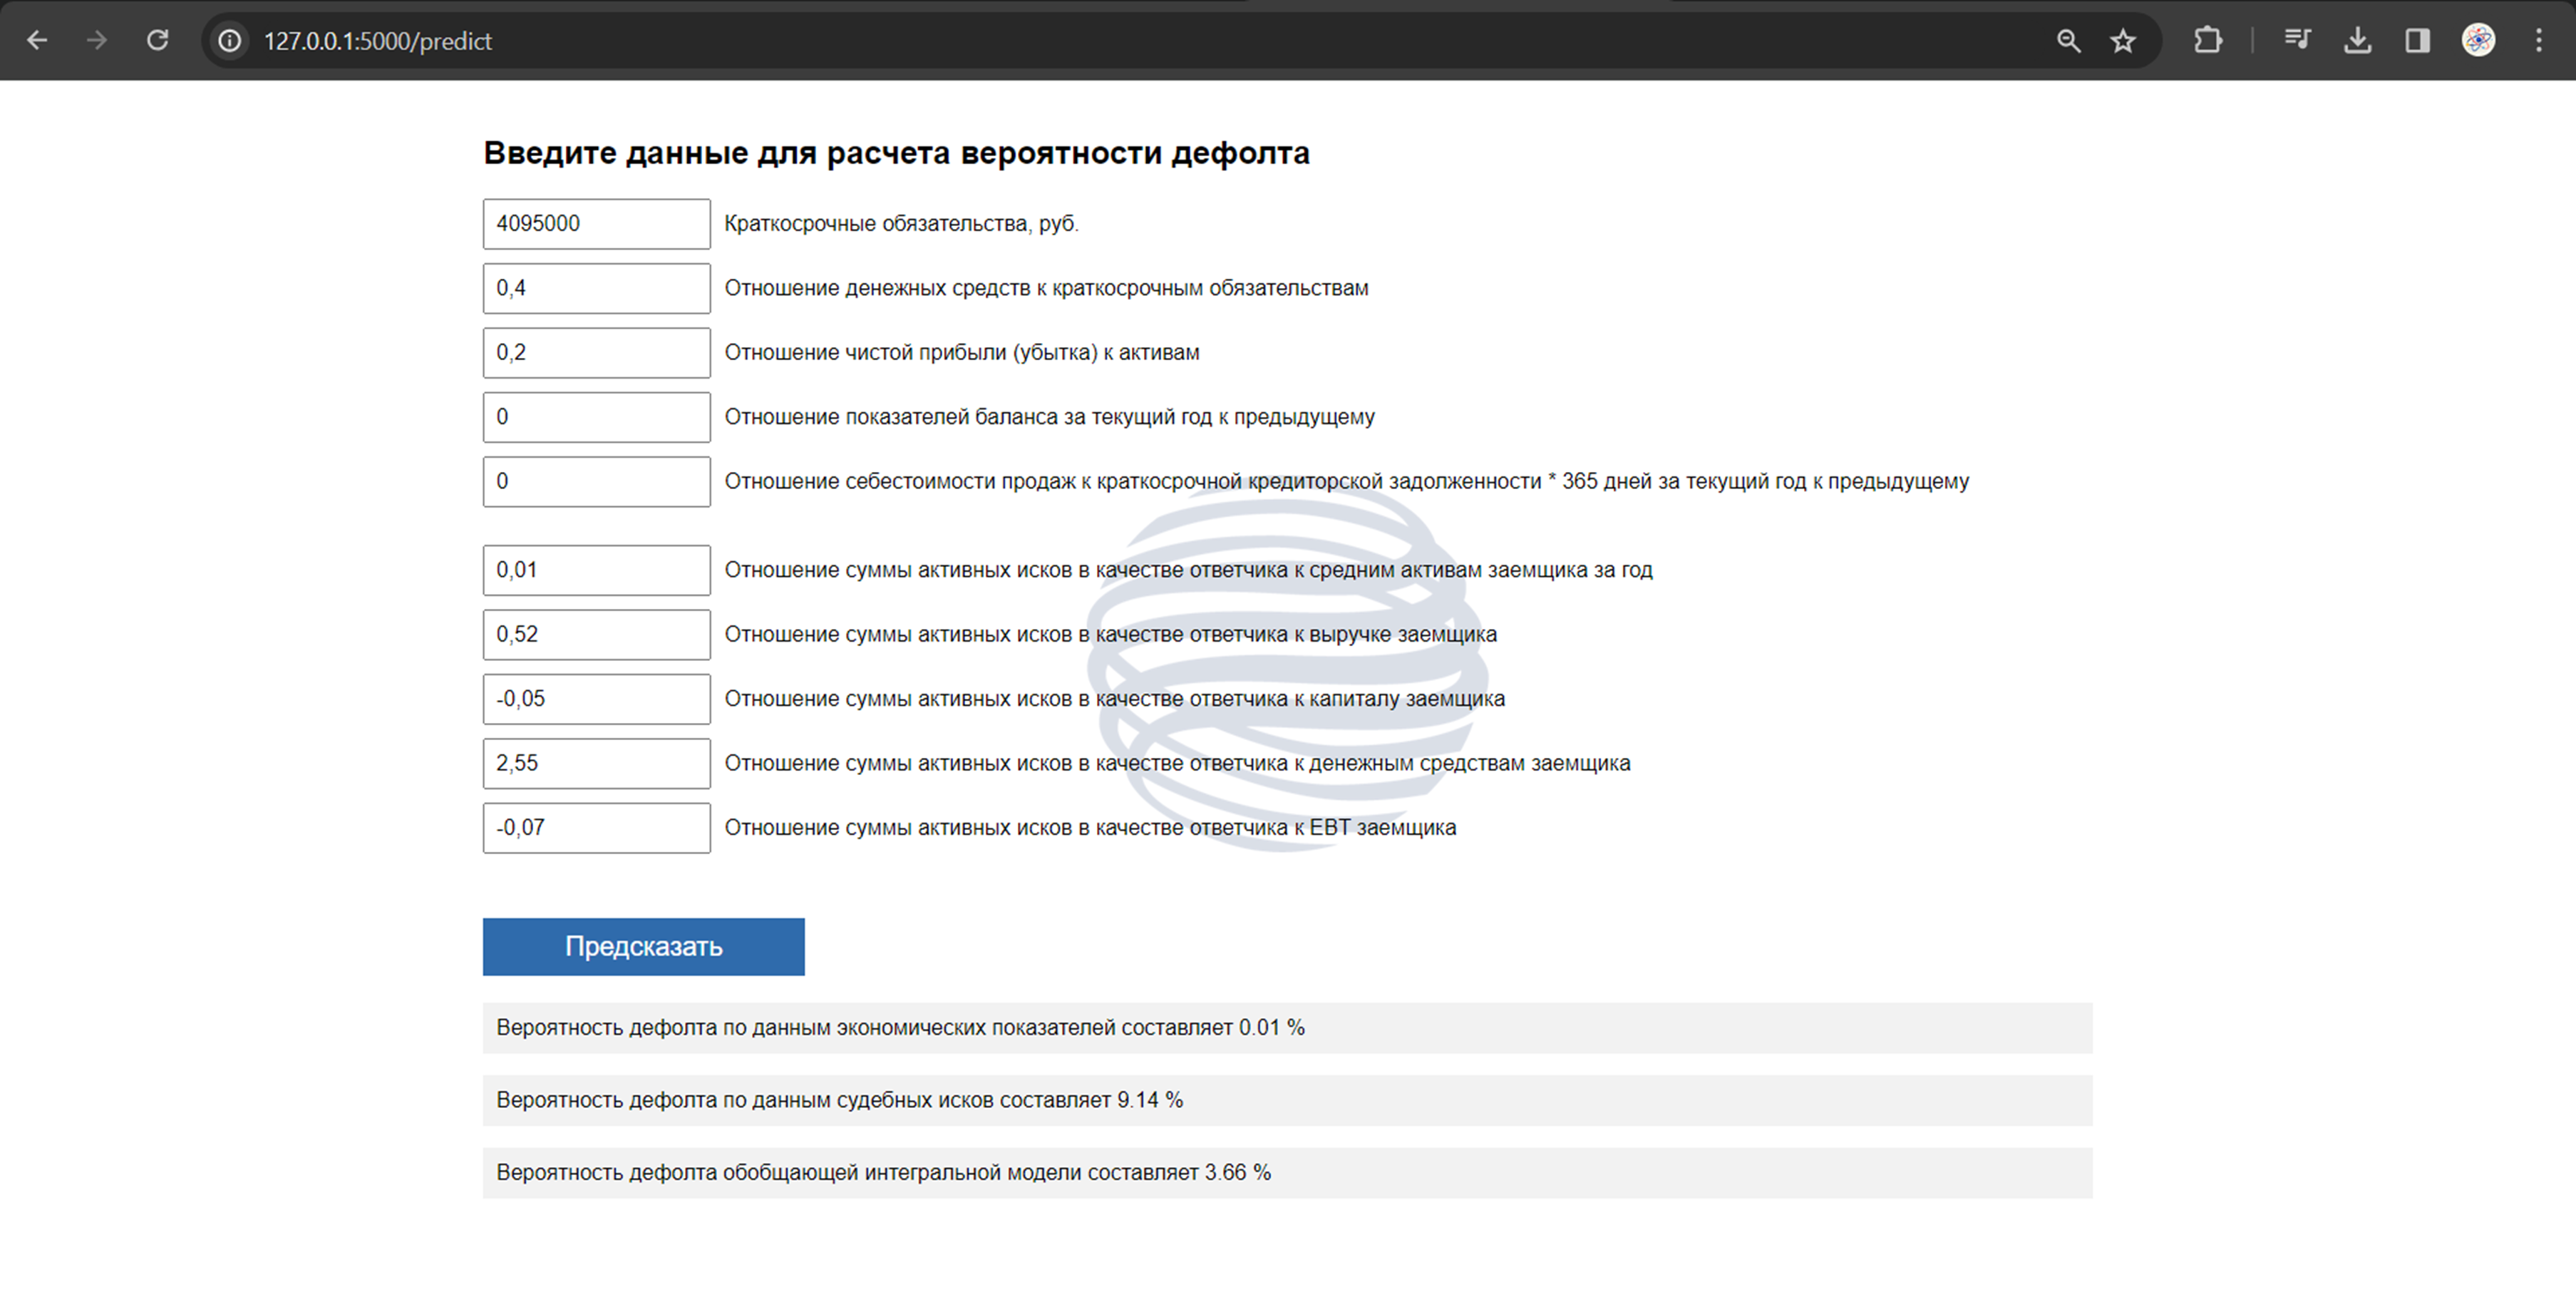 127.0.0.1:5000/predict
Введите данные для расчета вероятности дефолта
4095000 Краткосрочные обязательства, руб.
0,4 Отношение денежных средств к краткосрочным обязательствам
0,2 Отношение чистой прибыли (убытка) к активам
0 Отношение показателей баланса за текущий год к предыдущему
0 Отношение себестоимости продаж к краткосрочной кредиторской задолженности * 365 дней за текущий год к предыдущему
0,01 Отношение суммы активных исков в качестве ответчика к средним активам заемщика за год
0,52 Отношение суммы активных исков в качестве ответчика к выручке заемщика
-0,05 Отношение суммы активных исков в качестве ответчика к капиталу заемщика
2,55 Отношение суммы активных исков в качестве ответчика к денежным средствам заемщика
-0,07 Отношение суммы активных исков в качестве ответчика к EBT заемщика
Предсказать
Вероятность дефолта по данным экономических показателей составляет 0.01 %
Вероятность дефолта по данным судебных исков составляет 9.14 %
Вероятность дефолта обобщающей интегральной модели составляет 3.66 %